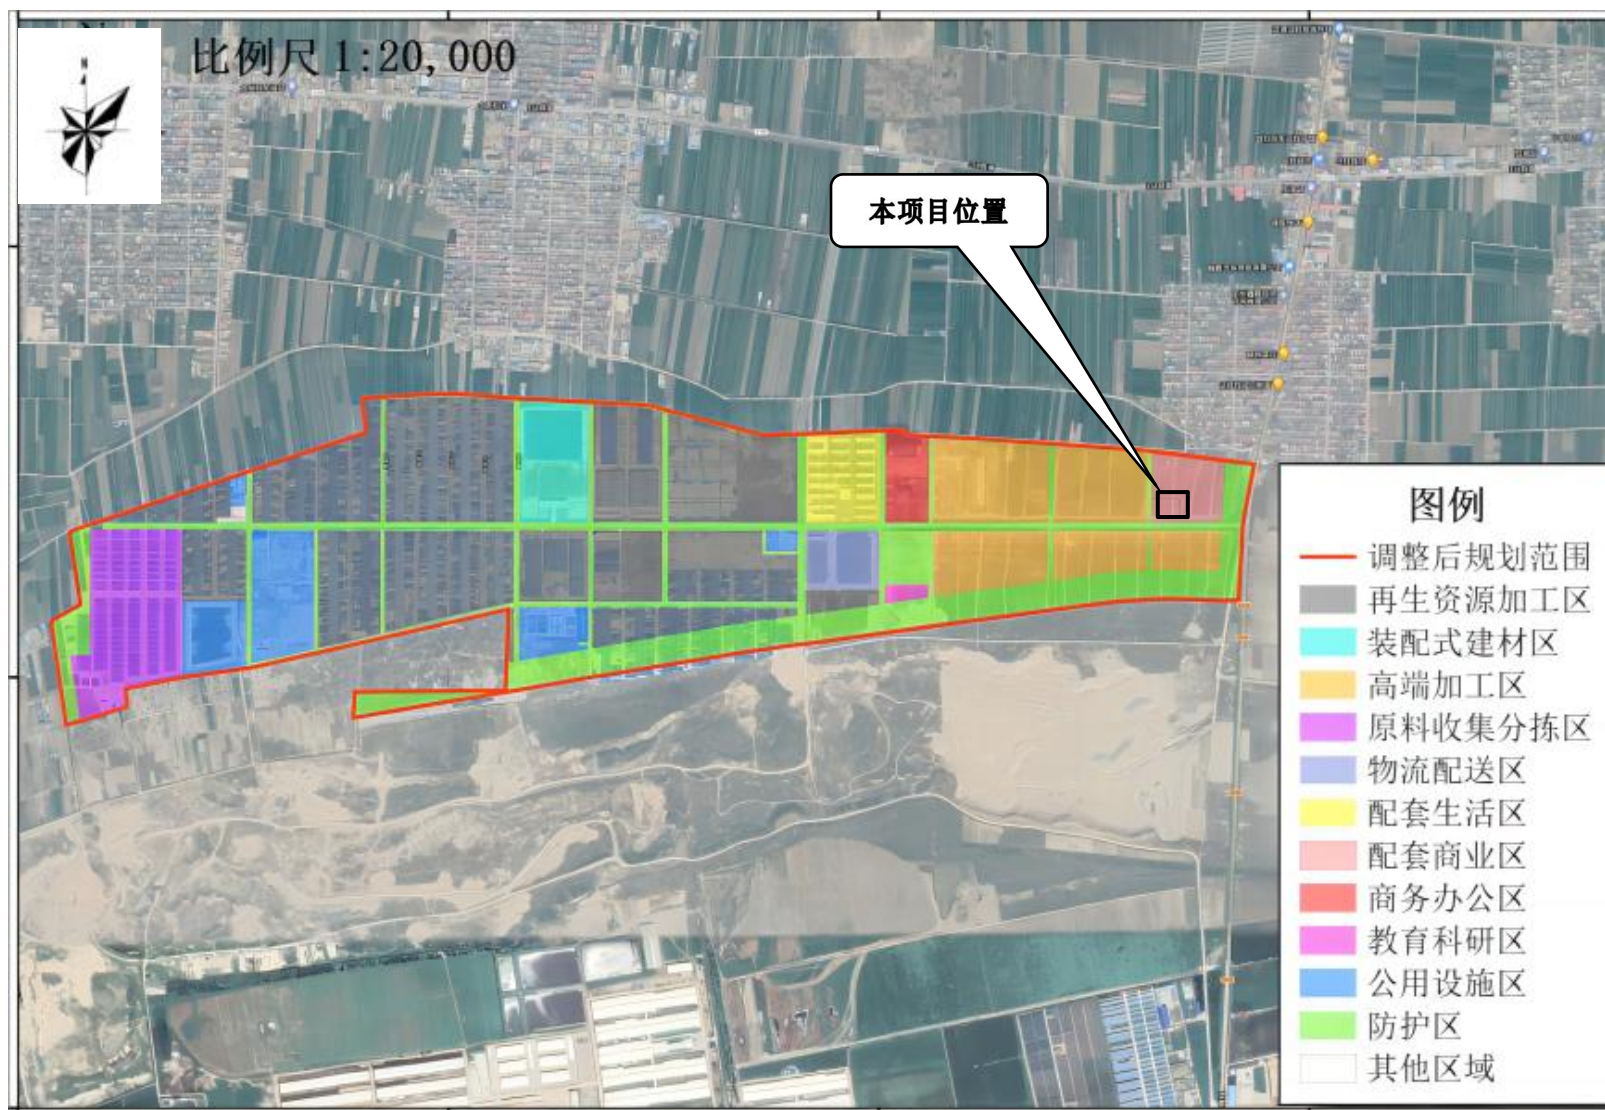 N
比例尺 1:20,000
本项目位置
图例
调整后规划范围
再生资源加工区
装配式建材区
高端加工区
原料收集分拣区
物流配送区
配套生活区
配套商业区
商务办公区
教育科研区
公用设施区
防护区
其他区域